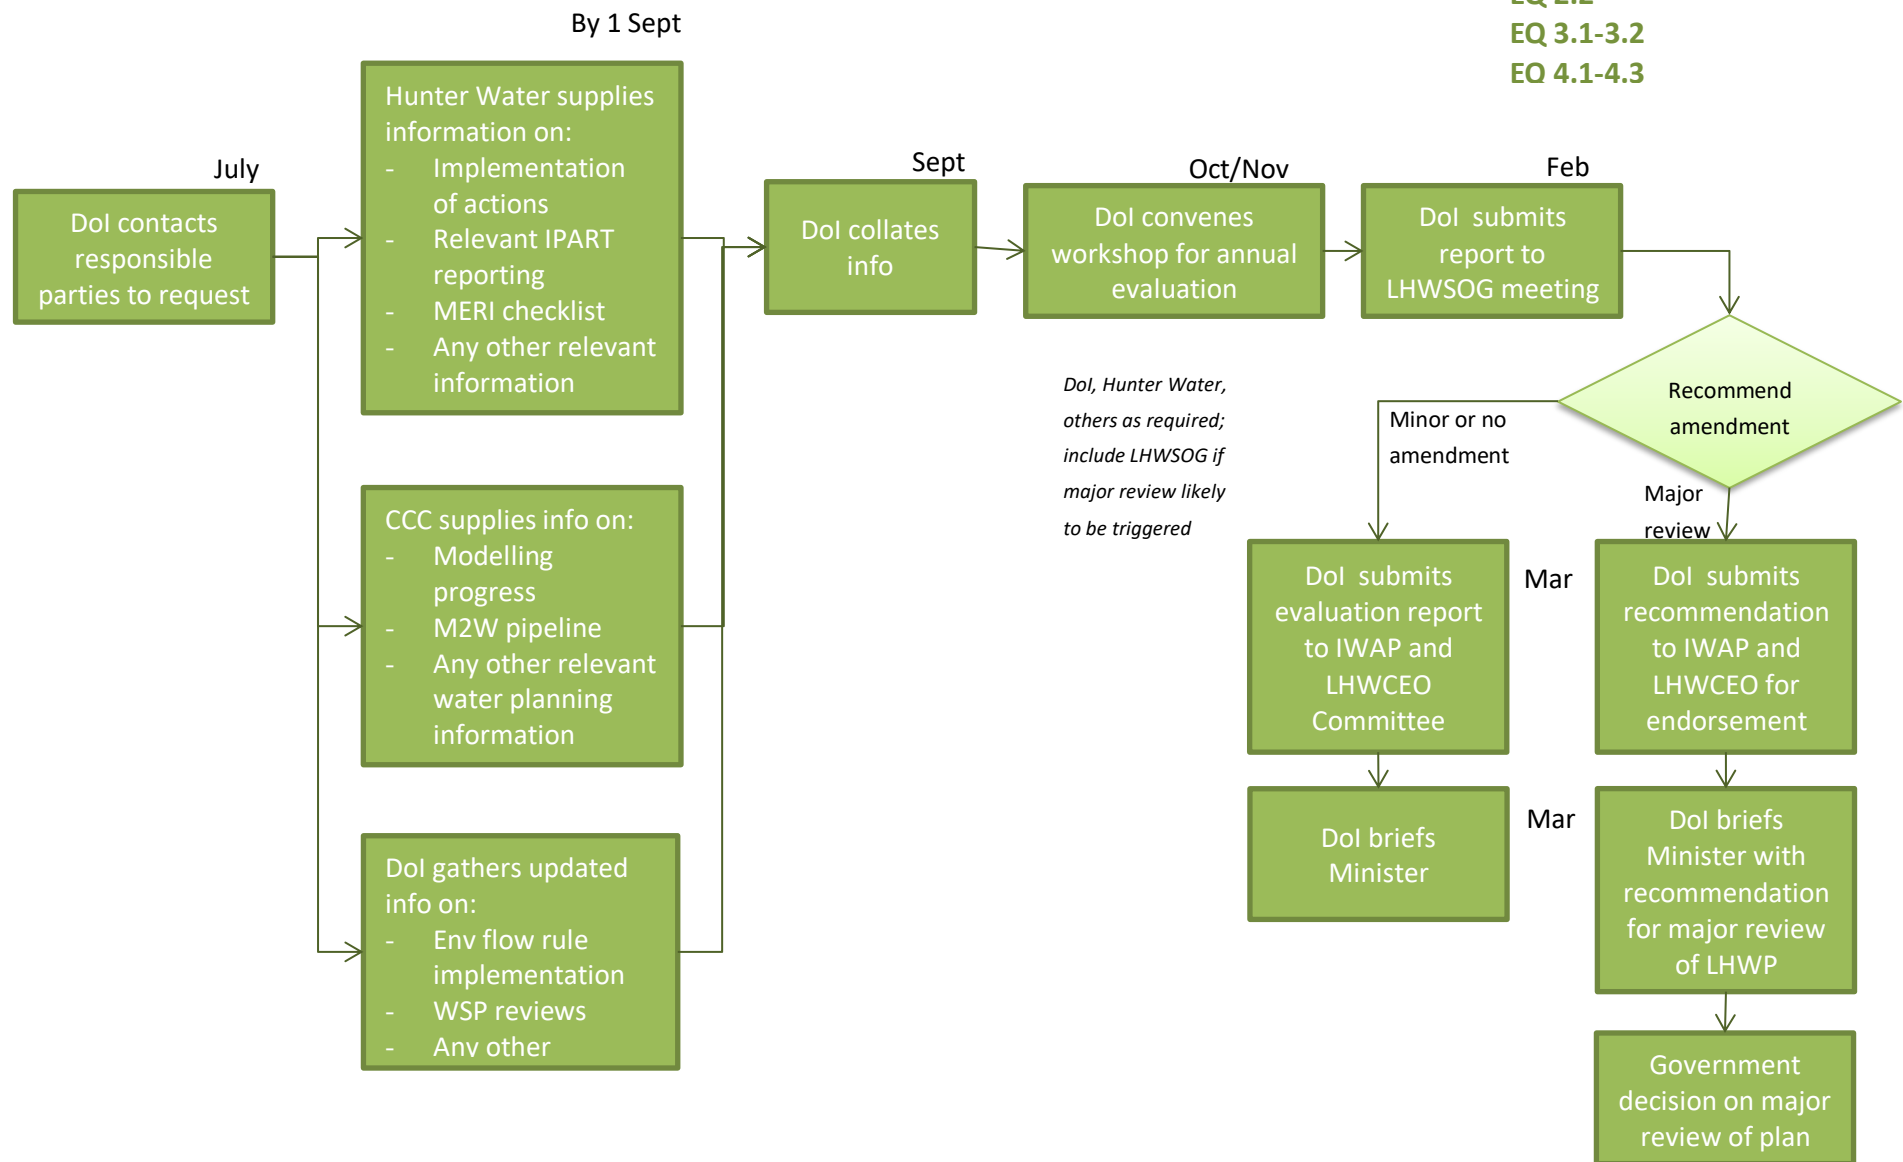 By 1 Sept
EQ 2.2
EQ 3.1-3.2
EQ 4.1-4.3
July
DoI contacts
responsible
parties to request
Hunter Water supplies
information on:
- Implementation
of actions
- Relevant IPART
reporting
- MERI checklist
- Any other relevant
information
CCC supplies info on:
- Modelling
progress
- M2W pipeline
- Any other relevant
water planning
information
DoI gathers updated
info on:
- Env flow rule
implementation
- WSP reviews
- Any other
Sept
DoI collates
info
Oct/Nov
DoI convenes
workshop for annual
evaluation
DoI, Hunter Water,
others as required;
include LHWSOG if
major review likely
to be triggered
Feb
DoI submits
report to
LHWSOG meeting
Recommend
amendment
Minor or no
amendment
Major
review
DoI submits
evaluation report
to IWAP and
LHWCEO
Committee
Mar
DoI submits
recommendation
to IWAP and
LHWCEO for
endorsement
DoI briefs
Minister
Mar
DoI briefs
Minister with
recommendation
for major review
of LHWP
Government
decision on major
review of plan